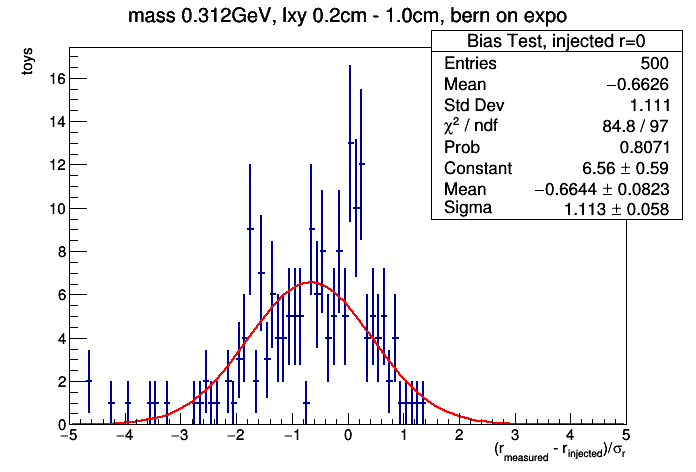 mass 0.312GeV, lxy 0.2cm - 1.0cm, bern on expo
toys
Bias Test, injected r=0
Entries 500
Mean −0.6626
Std Dev 1.111
χ² / ndf 84.8 / 97
Prob 0.8071
Constant 6.56 ± 0.59
Mean −0.6644 ± 0.0823
Sigma 1.113 ± 0.058
16
14
12
10
8
6
4
2
0
−5 −4 −3 −2 −1 0 1 2 3 4 5
(r_measured - r_injected)/σ_r